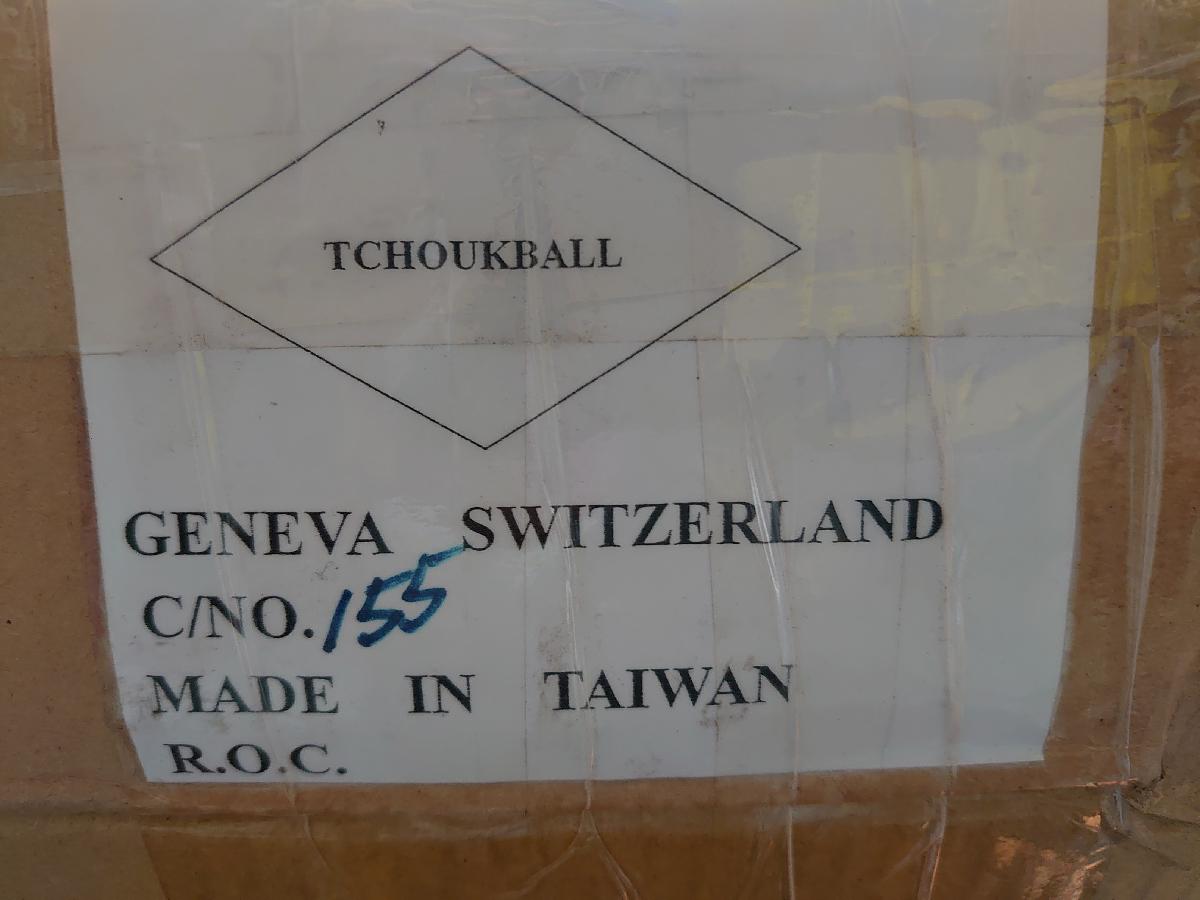 TCHOUKBALL
GENEVA SWITZERLAND
C/NO. 155
MADE IN TAIWAN
R.O.C.